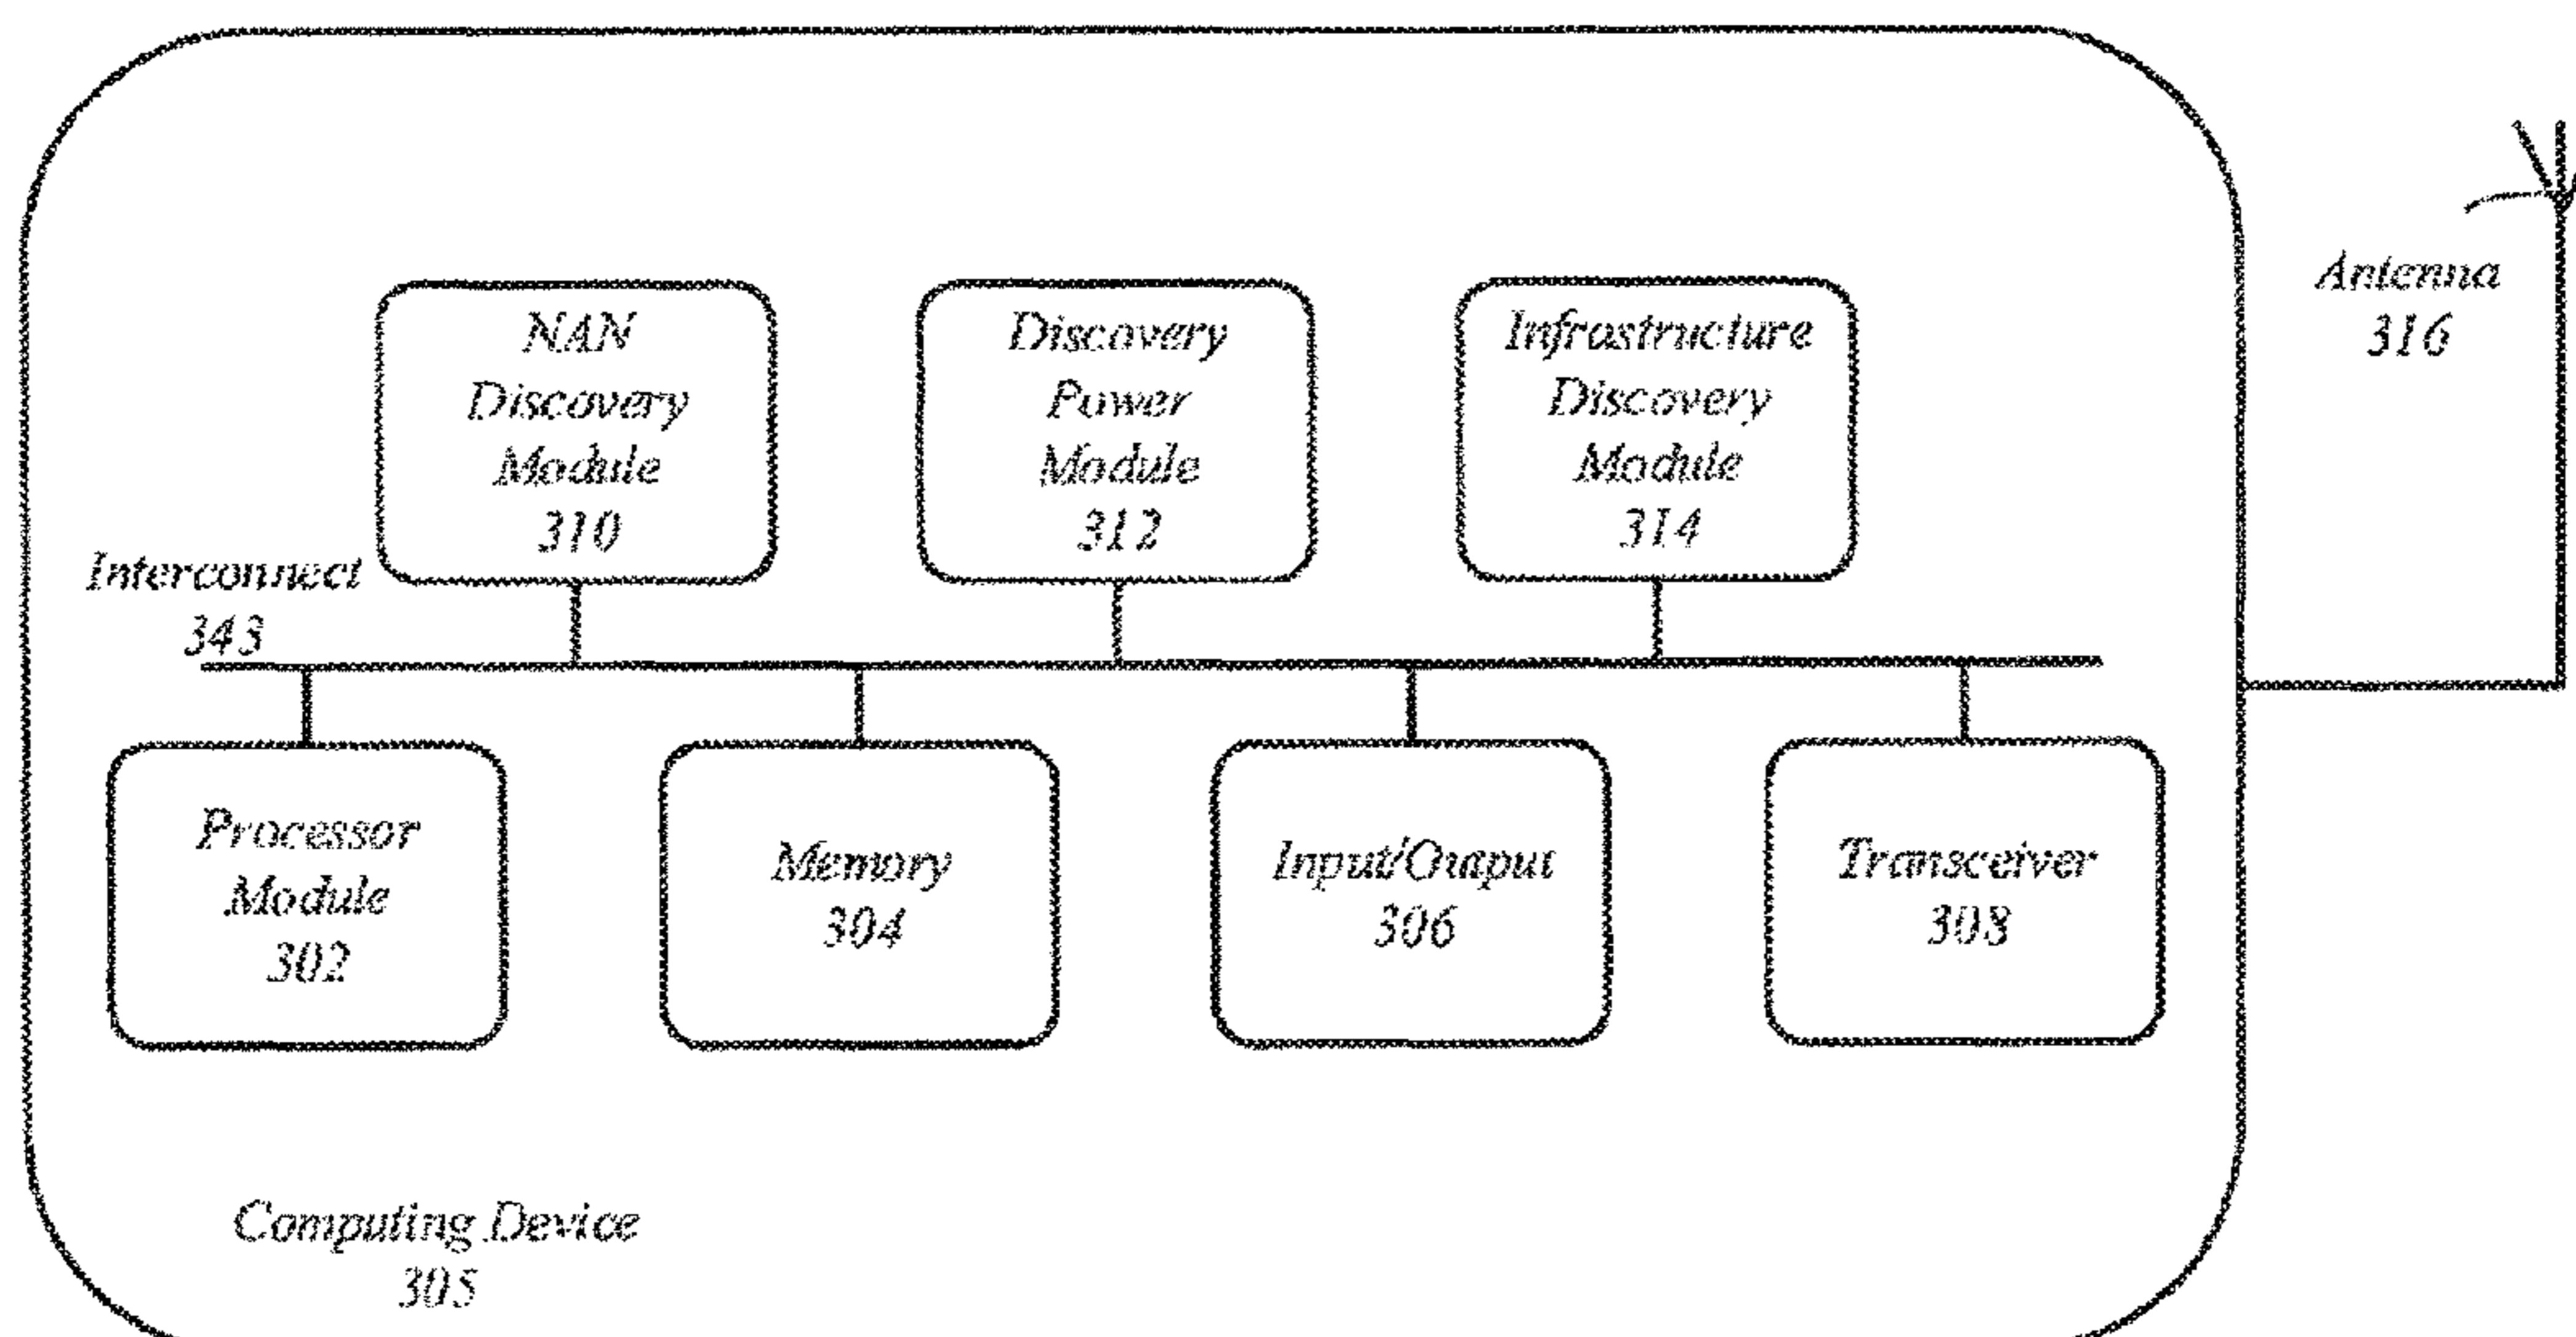 NAN
Discovery
Module
310
Discovery
Power
Module
312
Infrastructure
Discovery
Module
314
Antenna
316
Interconnect
343
Processor
Module
302
Memory
304
Input/Output
306
Transceiver
308
Computing Device
305